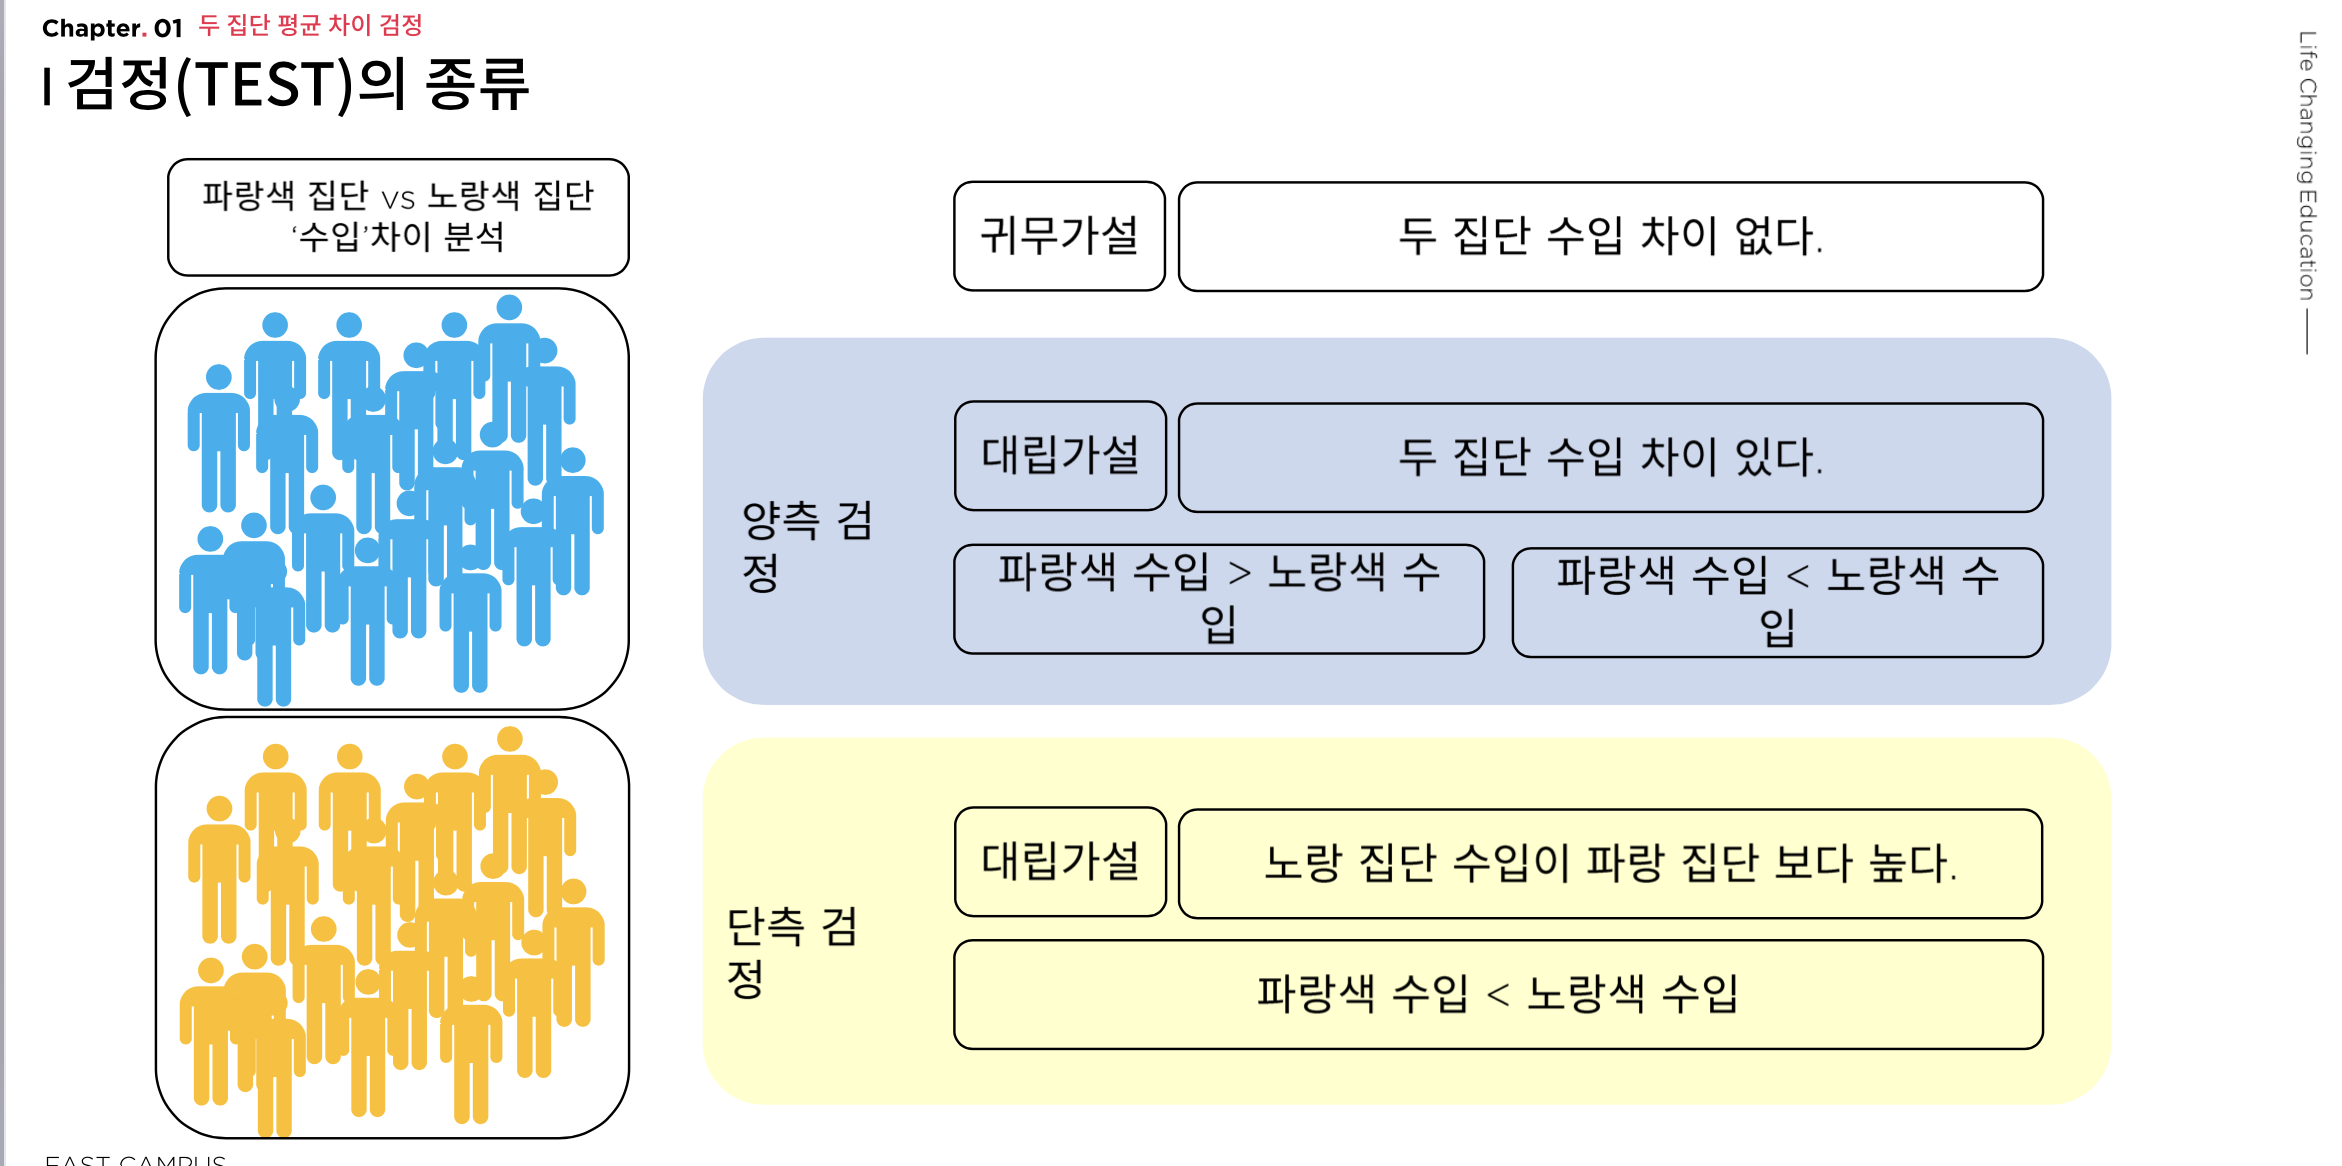 Chapter. 01 두 집단 평균 차이 검정
I 검정(TEST)의 종류
파랑색 집단 vs 노랑색 집단
‘수입’차이 분석
귀무가설
두 집단 수입 차이 없다.
양측 검
정
대립가설
두 집단 수입 차이 있다.
파랑색 수입 > 노랑색 수
입
파랑색 수입 < 노랑색 수
입
단측 검
정
대립가설
노랑 집단 수입이 파랑 집단 보다 높다.
파랑색 수입 < 노랑색 수입
Life Changing Education